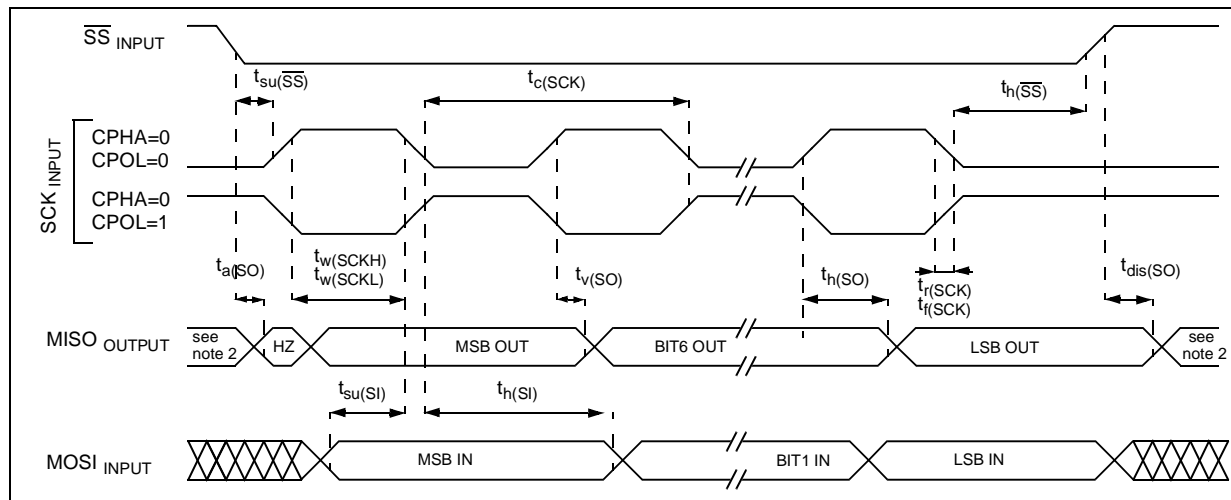 SS INPUT
tsu(SS)
tc(SCK)
th(SS)
SCK INPUT
CPHA=0
CPOL=0
CPHA=0
CPOL=1
ta(SO)
tw(SCKH)
tw(SCKL)
tv(SO)
th(SO)
tr(SCK)
tf(SCK)
tdis(SO)
MISO OUTPUT
see
note 2
HZ
MSB OUT
BIT6 OUT
LSB OUT
see
note 2
tsu(SI)
th(SI)
MOSI INPUT
MSB IN
BIT1 IN
LSB IN